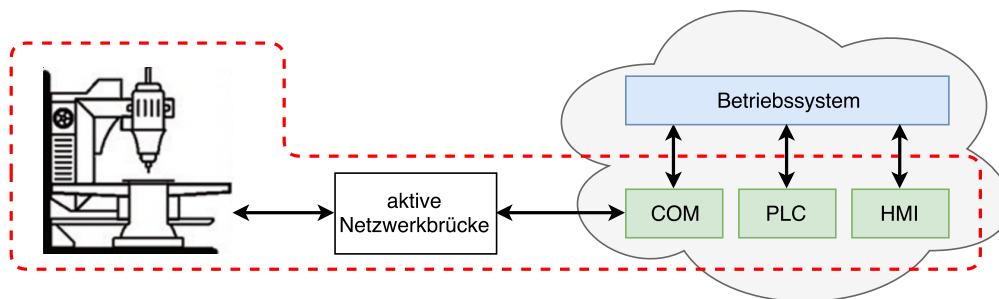 Betriebssystem
aktive
Netzwerkbrücke
COM
PLC
HMI